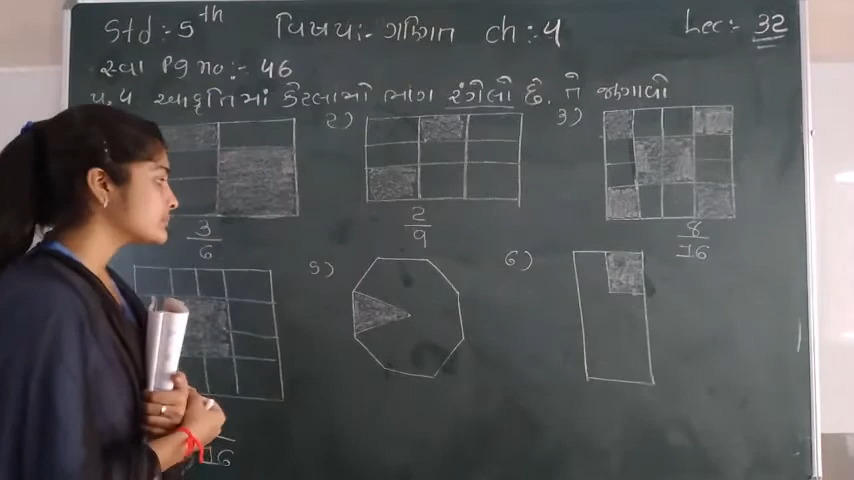 Std :- 5th વિષય:- ગણિત ch :- 4 Lec :- 32
સ્વા Pg no :- 46
પ્ર.4 આકૃતિમાં કેટલામો ભાગ રંગેલો છે. તે જણાવો
2) 3)
3/6 2/9 8/16
5) 6)
16